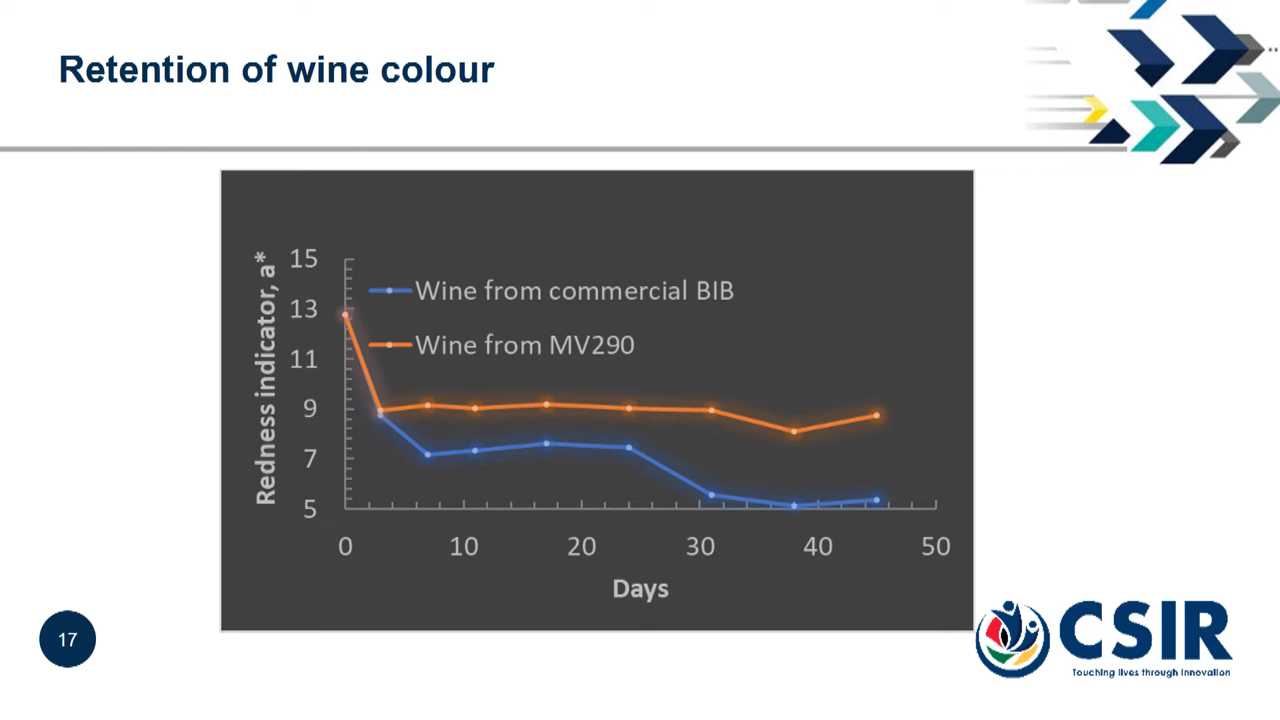 Retention of wine colour
Redness indicator, a*
15
13
11
9
7
5
Wine from commercial BIB
Wine from MV290
0 10 20 30 40 50
Days
17
CSIR
Touching lives through innovation